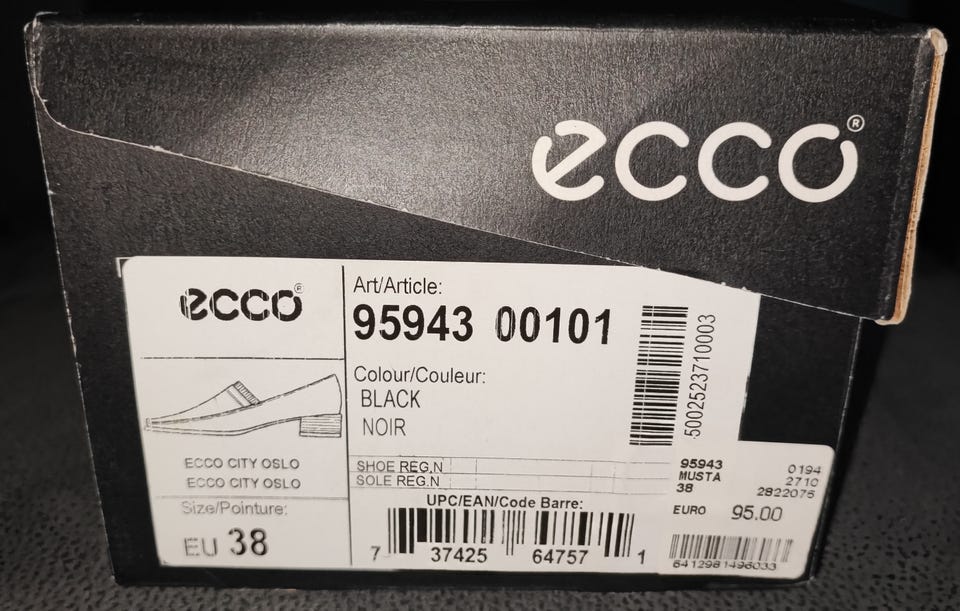 ecco®
ecco®
ECCO CITY OSLO
ECCO CITY OSLO
Size/Pointure:
EU 38
Art/Article:
95943 00101
Colour/Couleur:
BLACK
NOIR
SHOE REG.N
SOLE REG.N
UPC/EAN/Code Barre:
7 37425 64757 1
5002523710003
95943 0194
MUSTA 2710
38 2822076
EURO 95.00
6412981496033